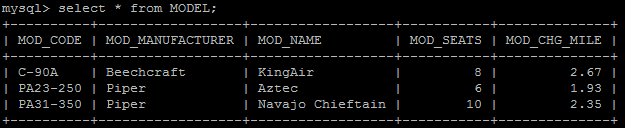 mysql> select * from MODEL;
+----------+------------------+------------------+-----------+--------------+
| MOD_CODE | MOD_MANUFACTURER | MOD_NAME | MOD_SEATS | MOD_CHG_MILE |
+----------+------------------+------------------+-----------+--------------+
| C-90A | Beechcraft | KingAir | 8 | 2.67 |
| PA23-250 | Piper | Aztec | 6 | 1.93 |
| PA31-350 | Piper | Navajo Chieftain | 10 | 2.35 |
+----------+------------------+------------------+-----------+--------------+